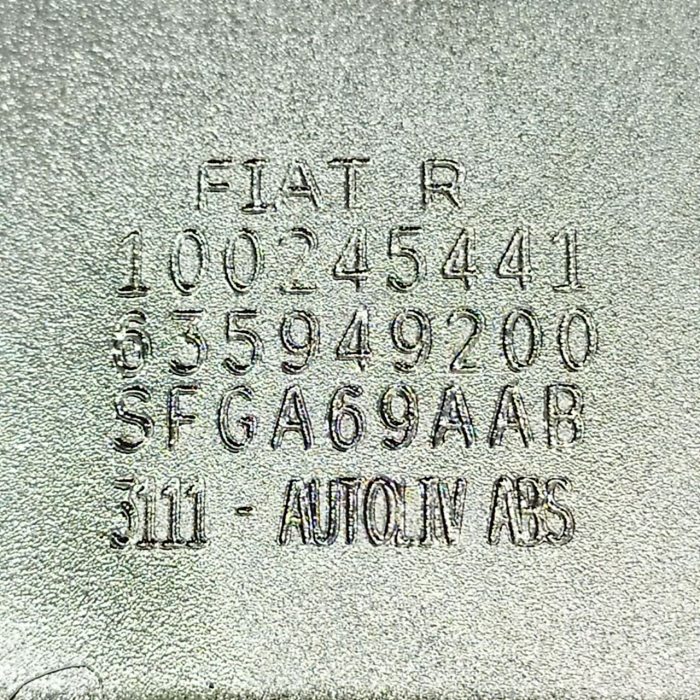 FIAT R
100245441
635949200
SFGA69AAB
3111 - AUTOLIV ABS